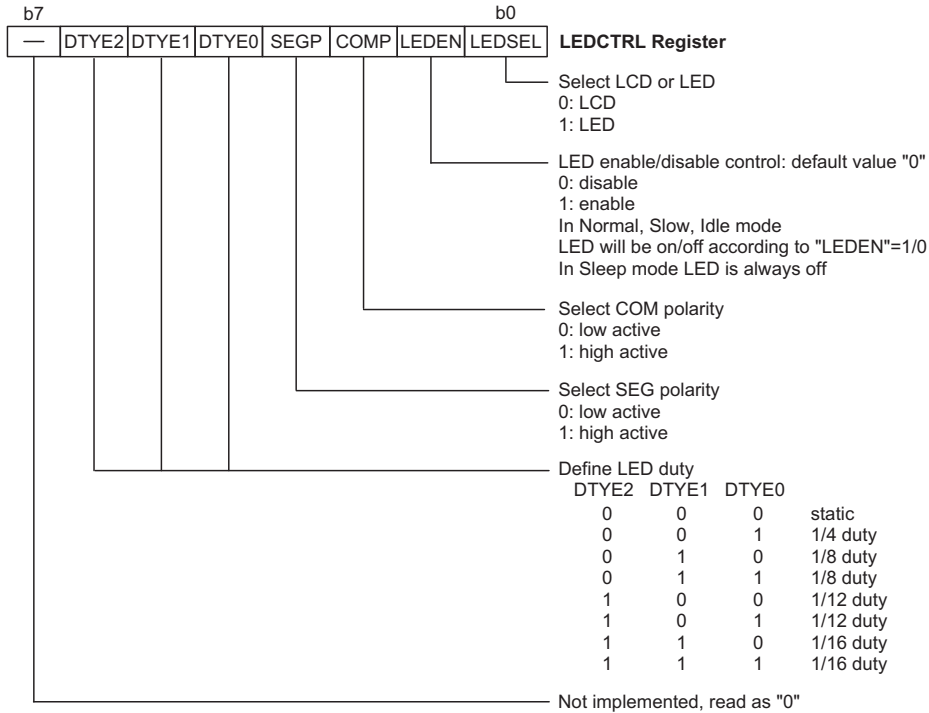 b7 b0
— DTYE2 DTYE1 DTYE0 SEGP COMP LEDEN LEDSEL LEDCTRL Register
Select LCD or LED
0: LCD
1: LED
LED enable/disable control: default value "0"
0: disable
1: enable
In Normal, Slow, Idle mode
LED will be on/off according to "LEDEN"=1/0
In Sleep mode LED is always off
Select COM polarity
0: low active
1: high active
Select SEG polarity
0: low active
1: high active
Define LED duty
DTYE2 DTYE1 DTYE0
0 0 0 static
0 0 1 1/4 duty
0 1 0 1/8 duty
0 1 1 1/8 duty
1 0 0 1/12 duty
1 0 1 1/12 duty
1 1 0 1/16 duty
1 1 1 1/16 duty
Not implemented, read as "0"